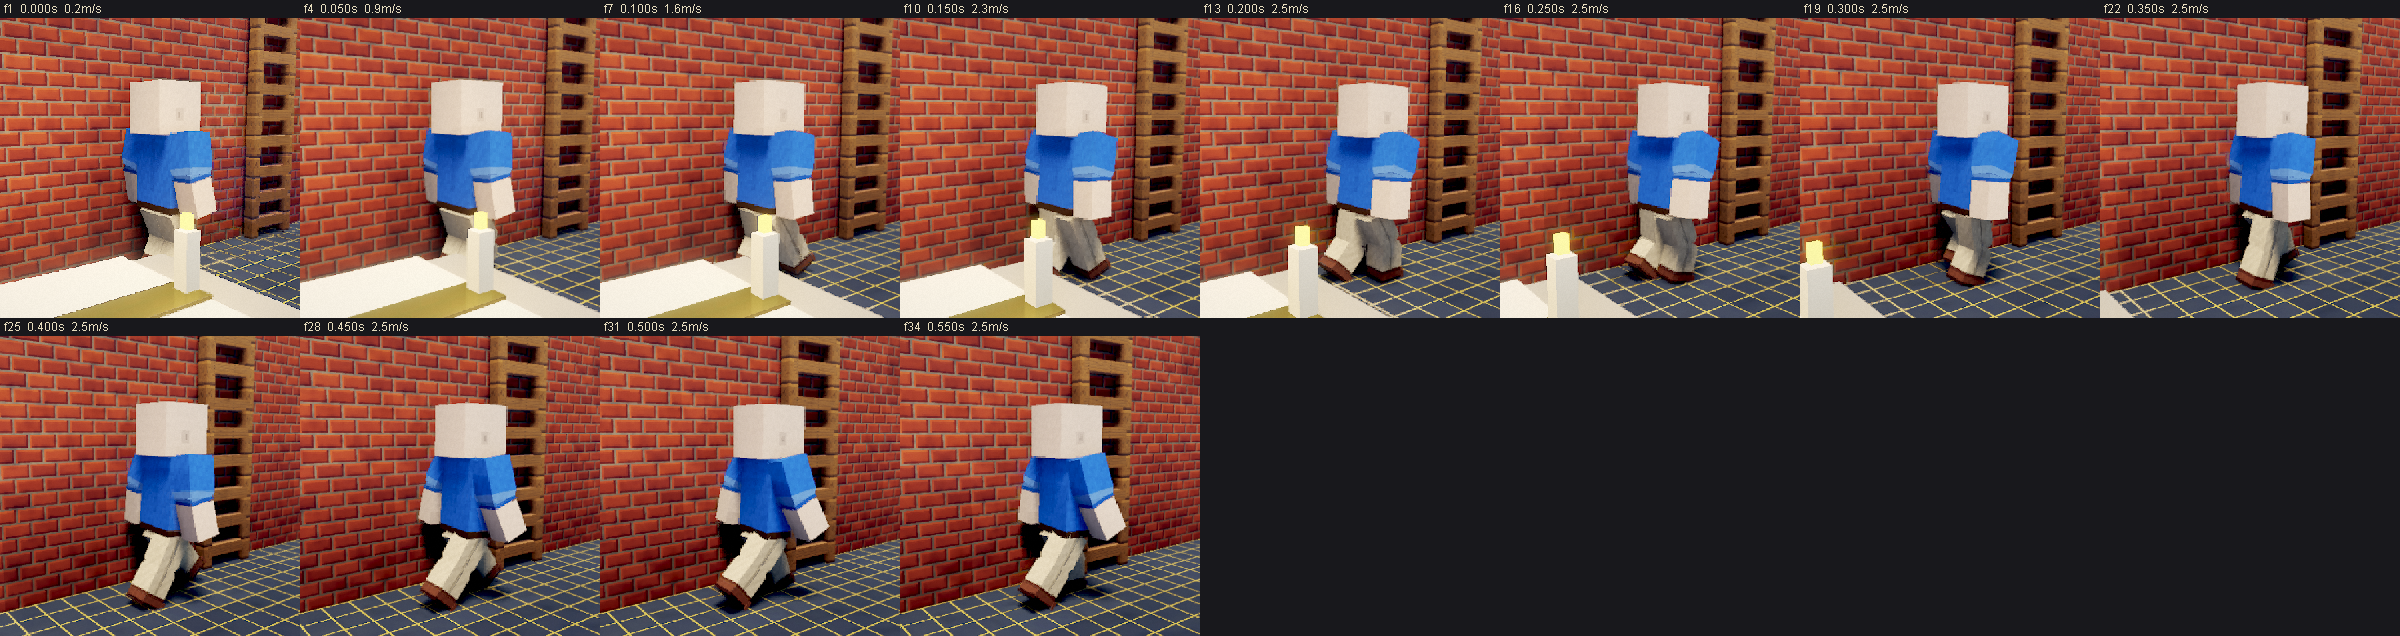 f1 0.000s 0.2m/s
f4 0.050s 0.9m/s
f7 0.100s 1.6m/s
f10 0.150s 2.3m/s
f13 0.200s 2.5m/s
f16 0.250s 2.5m/s
f19 0.300s 2.5m/s
f22 0.350s 2.5m/s
f25 0.400s 2.5m/s
f28 0.450s 2.5m/s
f31 0.500s 2.5m/s
f34 0.550s 2.5m/s